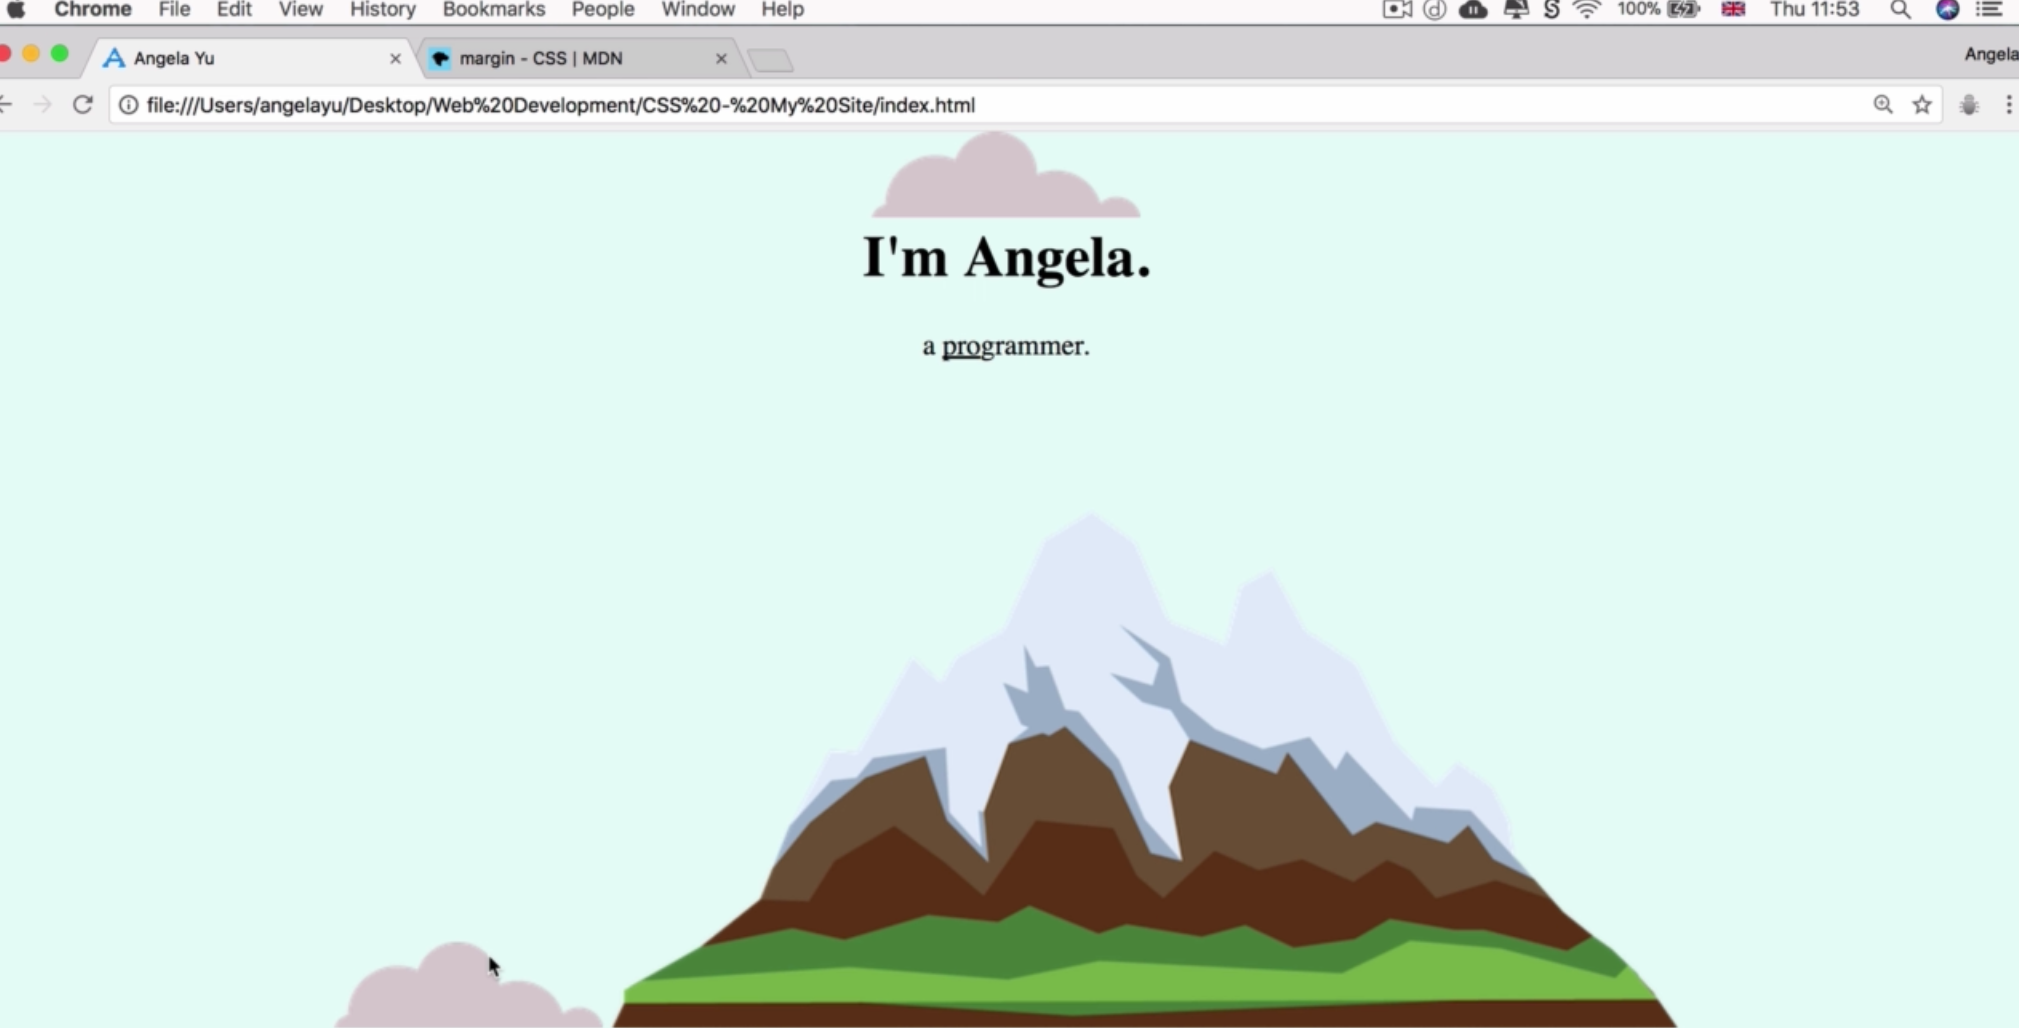 Chrome File Edit View History Bookmarks People Window Help 100% Thu 11:53
Angela Yu margin - CSS | MDN Angela
file:///Users/angelayu/Desktop/Web%20Development/CSS%20-%20My%20Site/index.html
I'm Angela.
a programmer.